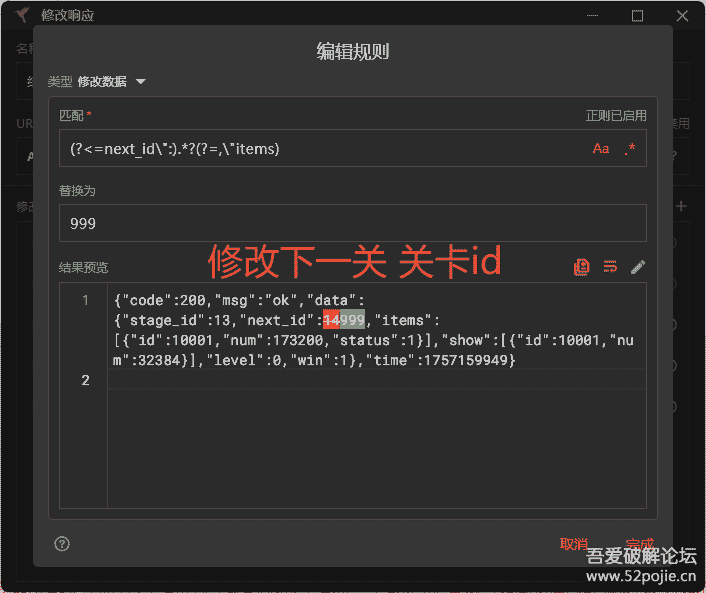 修改响应
编辑规则
类型 修改数据
匹配* 正则已启用
(?<=next_id\":).*?(?=,\"items) Aa .*
替换为
999
修改下一关 关卡id
结果预览
1 {"code":200,"msg":"ok","data":
{"stage_id":13,"next_id":14999,"items":
[{"id":10001,"num":173200,"status":1}],"show":[{"id":10001,"nu
m":32384}],"level":0,"win":1},"time":1757159949}
2
取消 完成
吾爱破解论坛
www.52pojie.cn